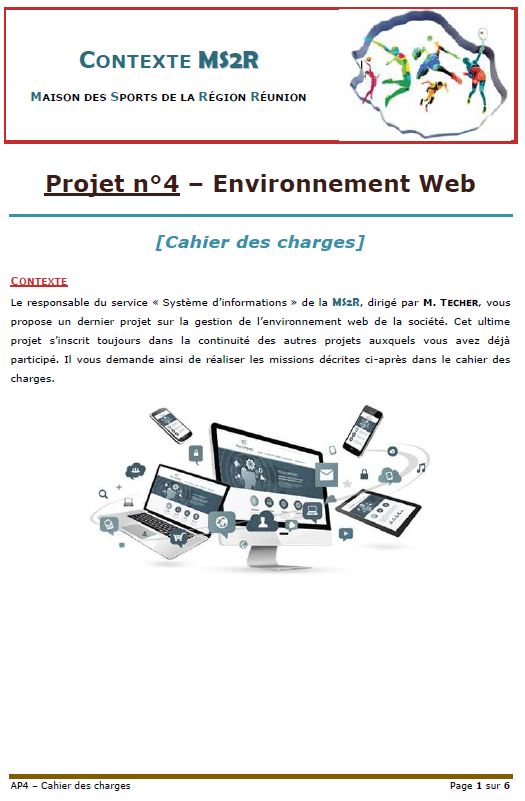 CONTEXTE MS2R
MAISON DES SPORTS DE LA RÉGION RÉUNION
Projet n°4 – Environnement Web
[Cahier des charges]
CONTEXTE
Le responsable du service « Système d’informations » de la MS2R, dirigé par M. TECHER, vous
propose un dernier projet sur la gestion de l’environnement web de la société. Cet ultime
projet s’inscrit toujours dans la continuité des autres projets auxquels vous avez déjà
participé. Il vous demande ainsi de réaliser les missions décrites ci-après dans le cahier des
charges.
AP4 – Cahier des charges
Page 1 sur 6